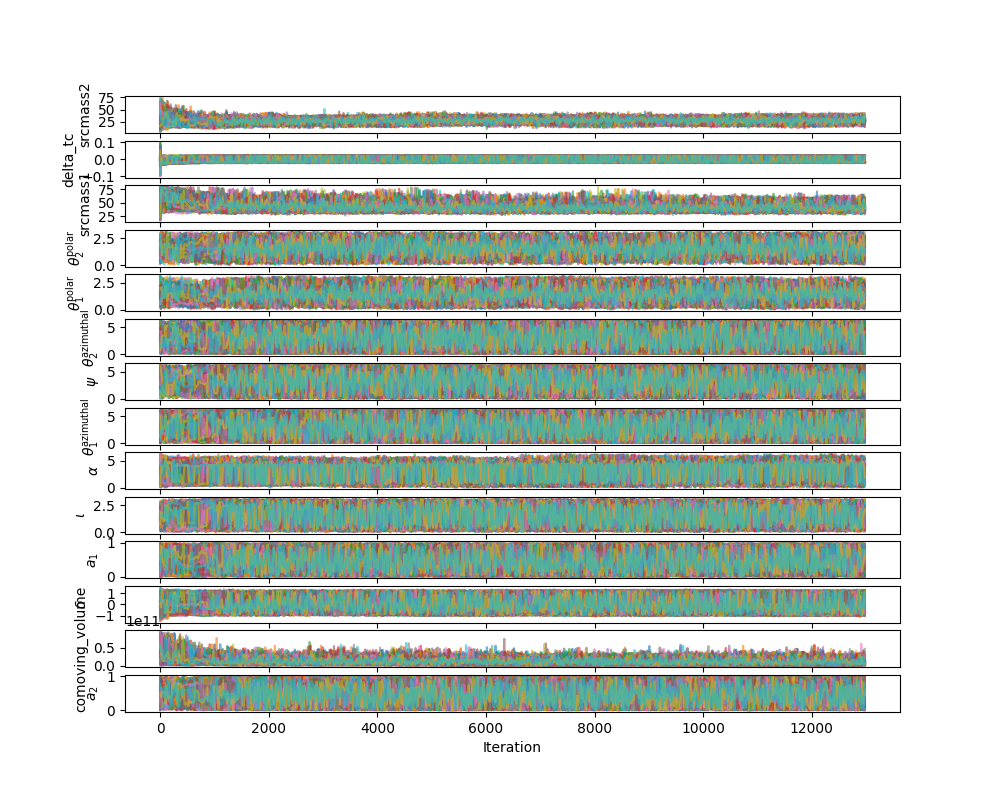 srcmass2
75
50
25
delta_tc
0.1
0.0
−0.1
srcmass1
75
50
25
θ₂^polar
2.5
0.0
θ₁^polar
2.5
0.0
θ₂^azimuthal
5
0
ψ
5
0
θ₁^azimuthal
5
0
α
5
0
ι
2.5
0.0
a₁
1
0
1
0
−1
comoving_volume
1e11
0.5
0.0
a₂
1
0
0 2000 4000 6000 8000 10000 12000
Iteration